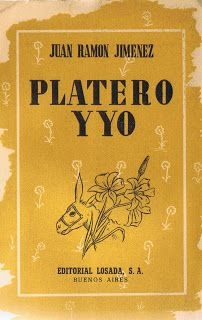 JUAN RAMON JIMENEZ
PLATERO
Y YO
EDITORIAL LOSADA, S. A.
BUENOS AIRES